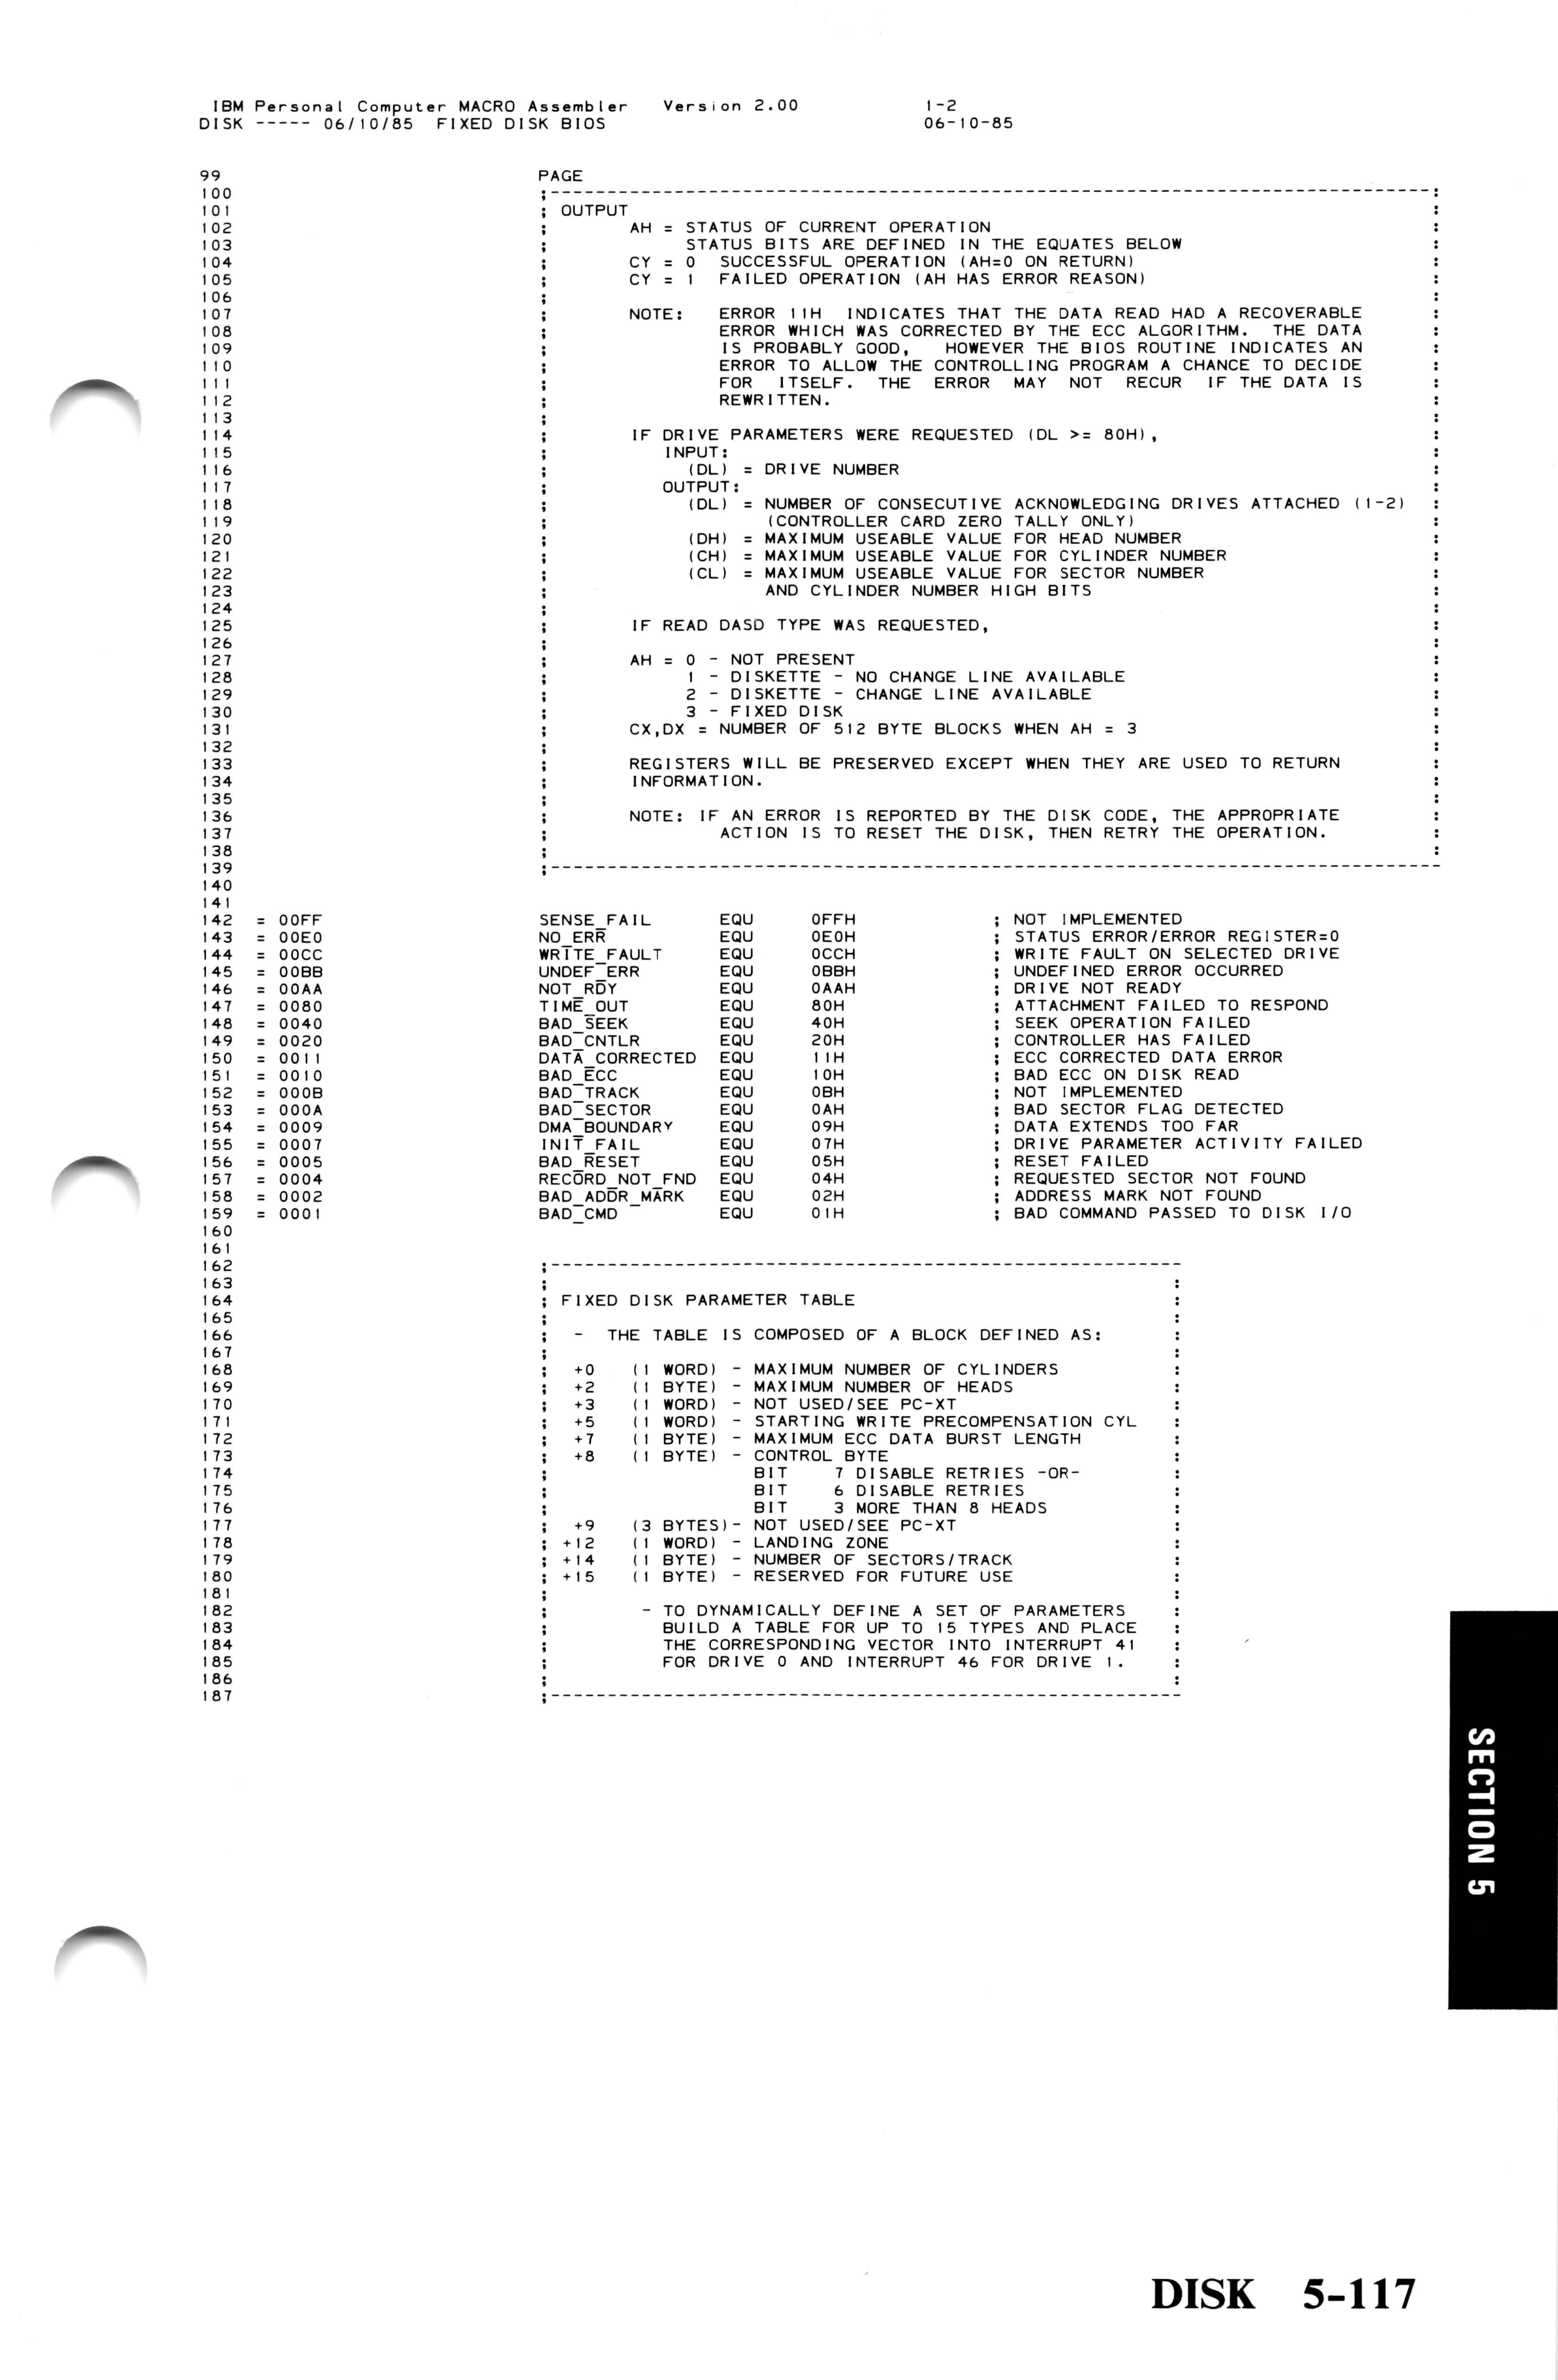 IBM Personal Computer MACRO Assembler   Version 2.00            1-2
DISK ----- 06/10/85  FIXED DISK BIOS                            06-10-85
99                            PAGE
100                           ;------------------------------------------------------------------------------:
101                           ; OUTPUT                                                                       :
102                           ;       AH = STATUS OF CURRENT OPERATION                                       :
103                           ;            STATUS BITS ARE DEFINED IN THE EQUATES BELOW                      :
104                           ;       CY = 0  SUCCESSFUL OPERATION (AH=0 ON RETURN)                          :
105                           ;       CY = 1  FAILED OPERATION (AH HAS ERROR REASON)                         :
106                           ;                                                                              :
107                           ;       NOTE:   ERROR 11H  INDICATES THAT THE DATA READ HAD A RECOVERABLE      :
108                           ;               ERROR WHICH WAS CORRECTED BY THE ECC ALGORITHM.  THE DATA      :
109                           ;               IS PROBABLY GOOD,   HOWEVER THE BIOS ROUTINE INDICATES AN      :
110                           ;               ERROR TO ALLOW THE CONTROLLING PROGRAM A CHANCE TO DECIDE      :
111                           ;               FOR  ITSELF.  THE  ERROR  MAY  NOT  RECUR  IF THE DATA IS      :
112                           ;               REWRITTEN.                                                     :
113                           ;                                                                              :
114                           ;       IF DRIVE PARAMETERS WERE REQUESTED (DL >= 80H),                        :
115                           ;          INPUT:                                                              :
116                           ;            (DL) = DRIVE NUMBER                                               :
117                           ;          OUTPUT:                                                             :
118                           ;            (DL) = NUMBER OF CONSECUTIVE ACKNOWLEDGING DRIVES ATTACHED (1-2)  :
119                           ;                   (CONTROLLER CARD ZERO TALLY ONLY)                          :
120                           ;            (DH) = MAXIMUM USEABLE VALUE FOR HEAD NUMBER                      :
121                           ;            (CH) = MAXIMUM USEABLE VALUE FOR CYLINDER NUMBER                  :
122                           ;            (CL) = MAXIMUM USEABLE VALUE FOR SECTOR NUMBER                    :
123                           ;                   AND CYLINDER NUMBER HIGH BITS                              :
124                           ;                                                                              :
125                           ;       IF READ DASD TYPE WAS REQUESTED,                                       :
126                           ;                                                                              :
127                           ;       AH = 0 - NOT PRESENT                                                   :
128                           ;            1 - DISKETTE - NO CHANGE LINE AVAILABLE                           :
129                           ;            2 - DISKETTE - CHANGE LINE AVAILABLE                              :
130                           ;            3 - FIXED DISK                                                    :
131                           ;       CX,DX = NUMBER OF 512 BYTE BLOCKS WHEN AH = 3                          :
132                           ;                                                                              :
133                           ;       REGISTERS WILL BE PRESERVED EXCEPT WHEN THEY ARE USED TO RETURN        :
134                           ;       INFORMATION.                                                           :
135                           ;                                                                              :
136                           ;       NOTE: IF AN ERROR IS REPORTED BY THE DISK CODE, THE APPROPRIATE        :
137                           ;               ACTION IS TO RESET THE DISK, THEN RETRY THE OPERATION.         :
138                           ;                                                                              :
139                           ;-------------------------------------------------------------------------------
140
141
142  = 00FF                   SENSE_FAIL      EQU     0FFH            ; NOT IMPLEMENTED
143  = 00E0                   NO_ERR          EQU     0E0H            ; STATUS ERROR/ERROR REGISTER=0
144  = 00CC                   WRITE_FAULT     EQU     0CCH            ; WRITE FAULT ON SELECTED DRIVE
145  = 00BB                   UNDEF_ERR       EQU     0BBH            ; UNDEFINED ERROR OCCURRED
146  = 00AA                   NOT_RDY         EQU     0AAH            ; DRIVE NOT READY
147  = 0080                   TIME_OUT        EQU     80H             ; ATTACHMENT FAILED TO RESPOND
148  = 0040                   BAD_SEEK        EQU     40H             ; SEEK OPERATION FAILED
149  = 0020                   BAD_CNTLR       EQU     20H             ; CONTROLLER HAS FAILED
150  = 0011                   DATA_CORRECTED  EQU     11H             ; ECC CORRECTED DATA ERROR
151  = 0010                   BAD_ECC         EQU     10H             ; BAD ECC ON DISK READ
152  = 000B                   BAD_TRACK       EQU     0BH             ; NOT IMPLEMENTED
153  = 000A                   BAD_SECTOR      EQU     0AH             ; BAD SECTOR FLAG DETECTED
154  = 0009                   DMA_BOUNDARY    EQU     09H             ; DATA EXTENDS TOO FAR
155  = 0007                   INIT_FAIL       EQU     07H             ; DRIVE PARAMETER ACTIVITY FAILED
156  = 0005                   BAD_RESET       EQU     05H             ; RESET FAILED
157  = 0004                   RECORD_NOT_FND  EQU     04H             ; REQUESTED SECTOR NOT FOUND
158  = 0002                   BAD_ADDR_MARK   EQU     02H             ; ADDRESS MARK NOT FOUND
159  = 0001                   BAD_CMD         EQU     01H             ; BAD COMMAND PASSED TO DISK I/O
160
161
162                           ;--------------------------------------------------------
163                           ;                                                       :
164                           ; FIXED DISK PARAMETER TABLE                            :
165                           ;                                                       :
166                           ;  -  THE TABLE IS COMPOSED OF A BLOCK DEFINED AS:      :
167                           ;                                                       :
168                           ;  +0   (1 WORD) - MAXIMUM NUMBER OF CYLINDERS          :
169                           ;  +2   (1 BYTE) - MAXIMUM NUMBER OF HEADS              :
170                           ;  +3   (1 WORD) - NOT USED/SEE PC-XT                   :
171                           ;  +5   (1 WORD) - STARTING WRITE PRECOMPENSATION CYL   :
172                           ;  +7   (1 BYTE) - MAXIMUM ECC DATA BURST LENGTH        :
173                           ;  +8   (1 BYTE) - CONTROL BYTE                         :
174                           ;                  BIT    7 DISABLE RETRIES -OR-        :
175                           ;                  BIT    6 DISABLE RETRIES             :
176                           ;                  BIT    3 MORE THAN 8 HEADS           :
177                           ;  +9   (3 BYTES)- NOT USED/SEE PC-XT                   :
178                           ; +12   (1 WORD) - LANDING ZONE                         :
179                           ; +14   (1 BYTE) - NUMBER OF SECTORS/TRACK              :
180                           ; +15   (1 BYTE) - RESERVED FOR FUTURE USE              :
181                           ;                                                       :
182                           ;        - TO DYNAMICALLY DEFINE A SET OF PARAMETERS    :
183                           ;          BUILD A TABLE FOR UP TO 15 TYPES AND PLACE   :
184                           ;          THE CORRESPONDING VECTOR INTO INTERRUPT 41   :
185                           ;          FOR DRIVE 0 AND INTERRUPT 46 FOR DRIVE 1.    :
186                           ;                                                       :
187                           ;--------------------------------------------------------
SECTION 5
DISK 5-117